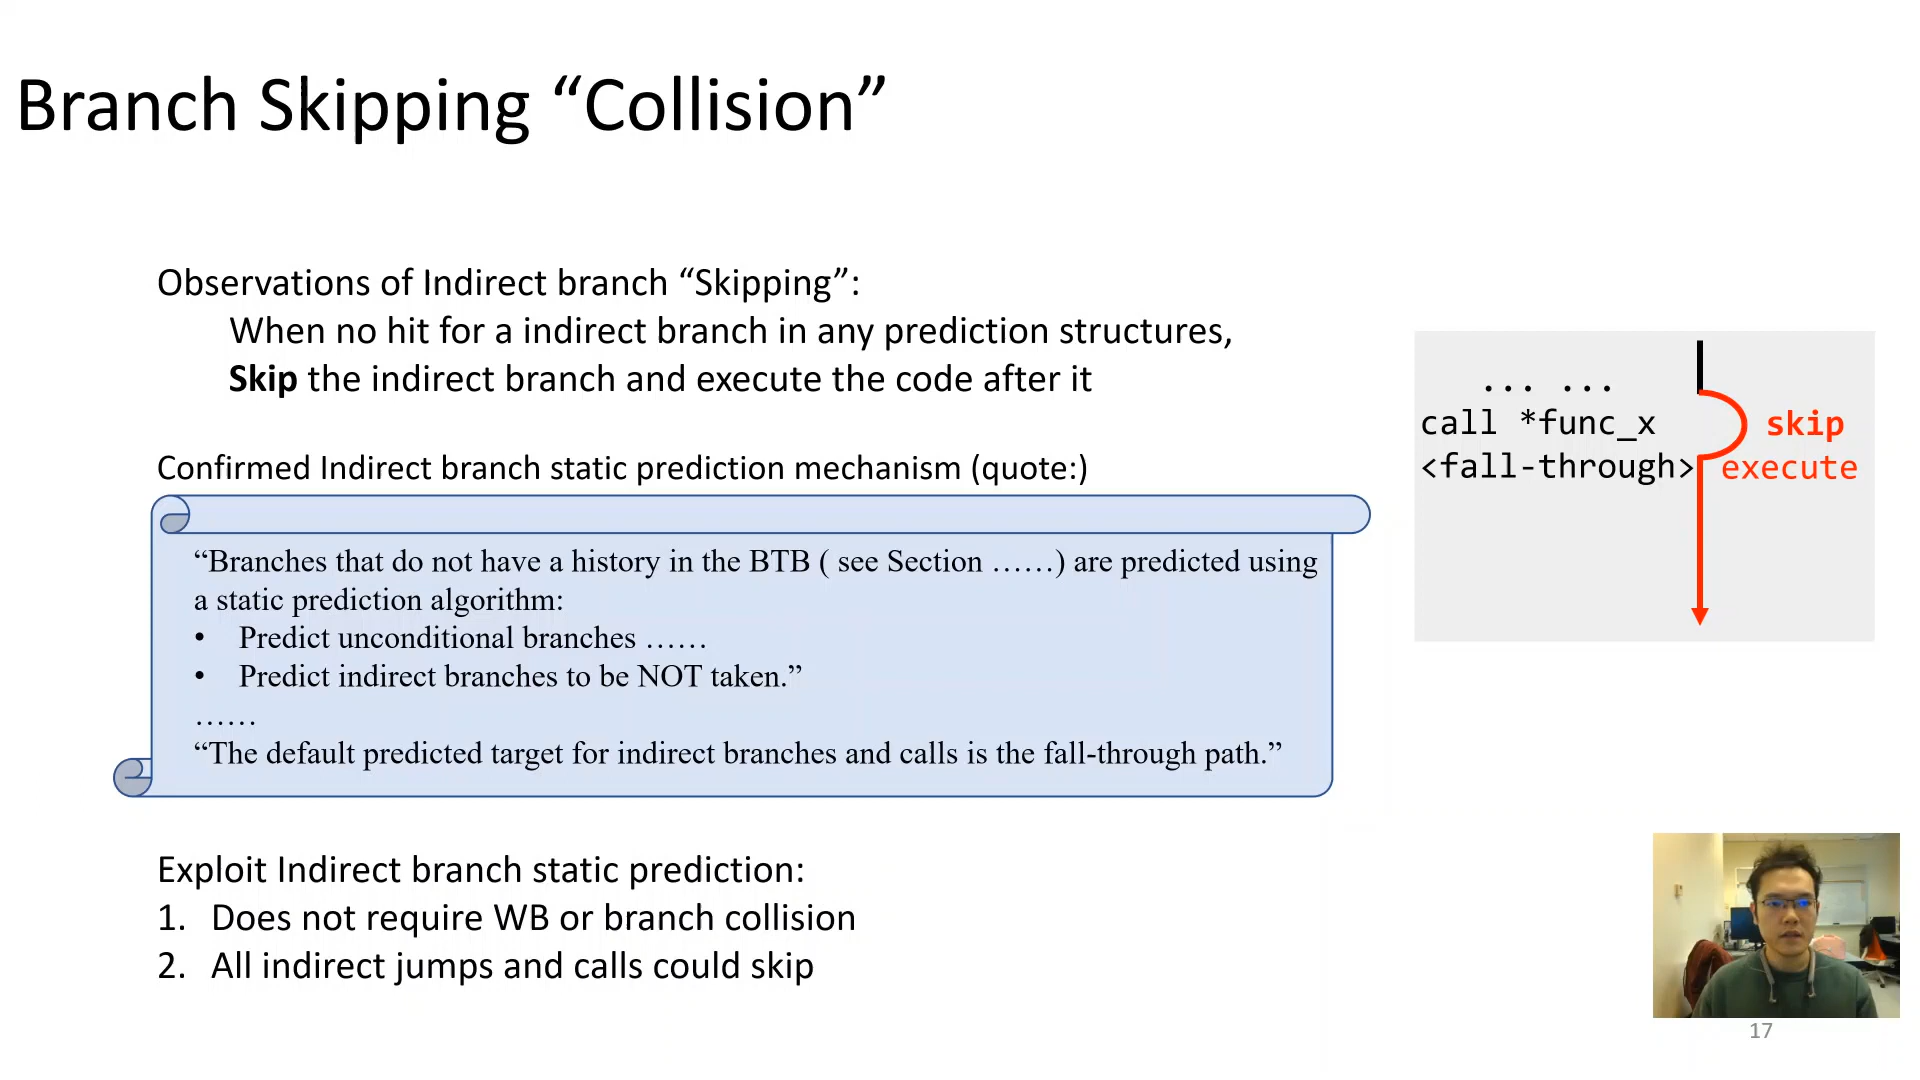 Branch Skipping “Collision”
Observations of Indirect branch “Skipping”:
When no hit for a indirect branch in any prediction structures,
Skip the indirect branch and execute the code after it
Confirmed Indirect branch static prediction mechanism (quote:)
“Branches that do not have a history in the BTB ( see Section ……) are predicted using
a static prediction algorithm:
• Predict unconditional branches ……
• Predict indirect branches to be NOT taken.”
……
“The default predicted target for indirect branches and calls is the fall-through path.”
Exploit Indirect branch static prediction:
1. Does not require WB or branch collision
2. All indirect jumps and calls could skip
... ...
call *func_x skip
<fall-through> execute
17